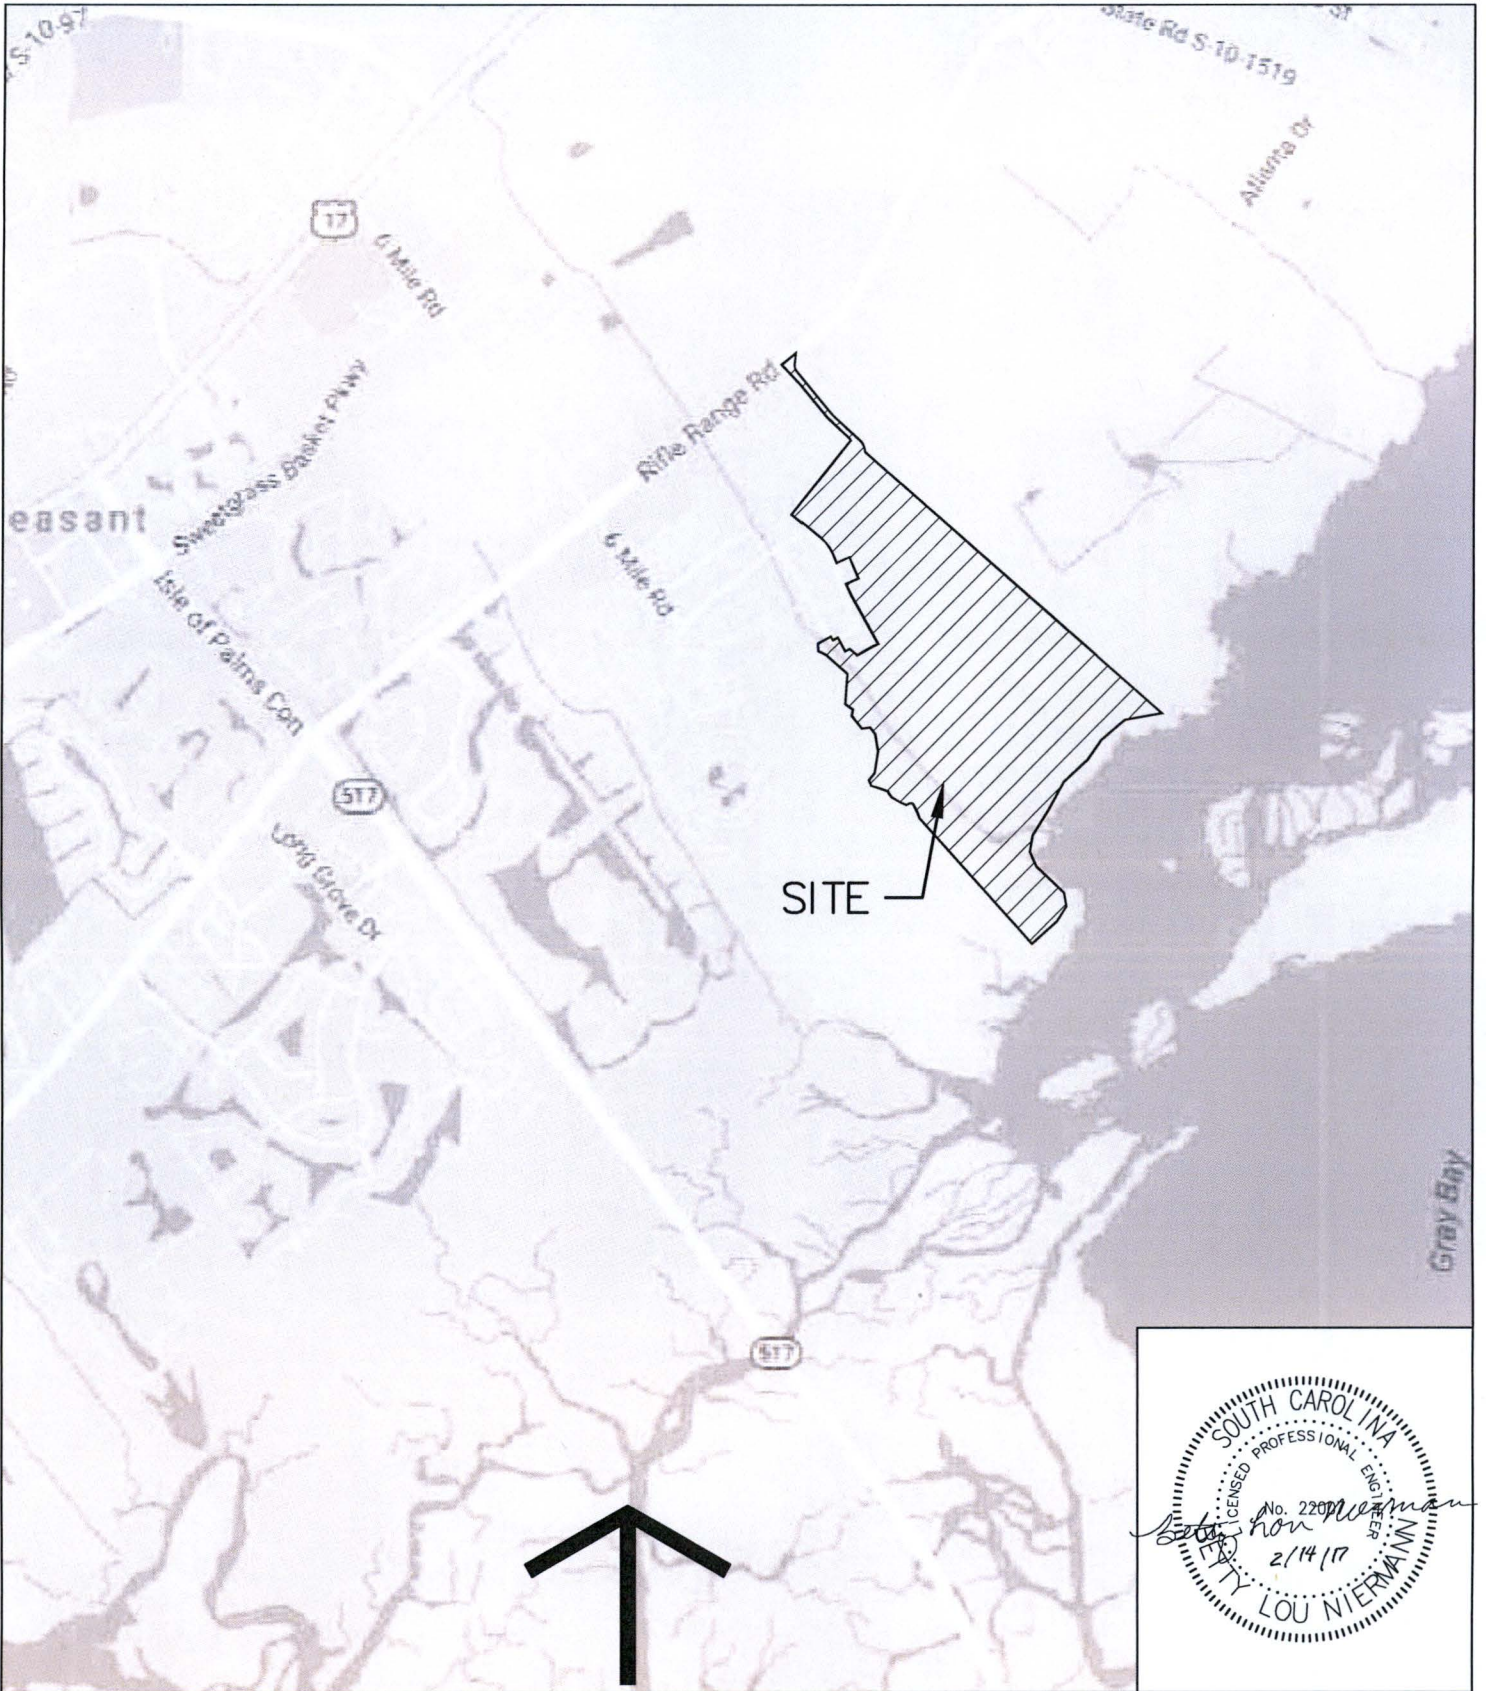 S-10-97
State Rd S-10-1519
St
Atlanta Dr
17
6 Mile Rd
Rifle Range Rd
Sweetgrass Basket Pkwy
easant
6 Mile Rd
Isle of Palms Con
517
Long Grove Dr
SITE
Gray Bay
517
SOUTH CAROLINA
LICENSED PROFESSIONAL ENGINEER
No.
2/14/17
BETTY LOU NIERMANN